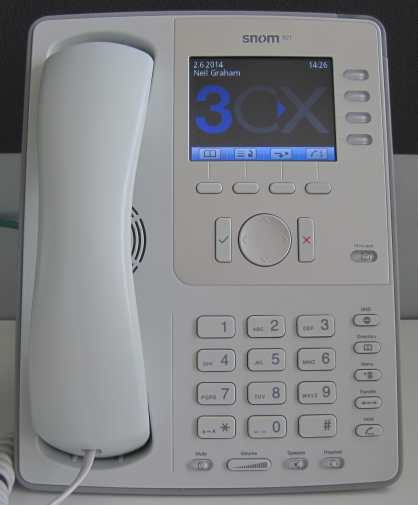 snom 821
2.6.2014 14:26
Neil Graham
3CX
Message
1
ABC 2
DEF 3
GHI 4
JKL 5
MNO 6
PQRS 7
TUV 8
WXYZ 9
*
0
#
DND
Directory
Menu
Transfer
Hold
Mute
Volume
Speaker
Headset